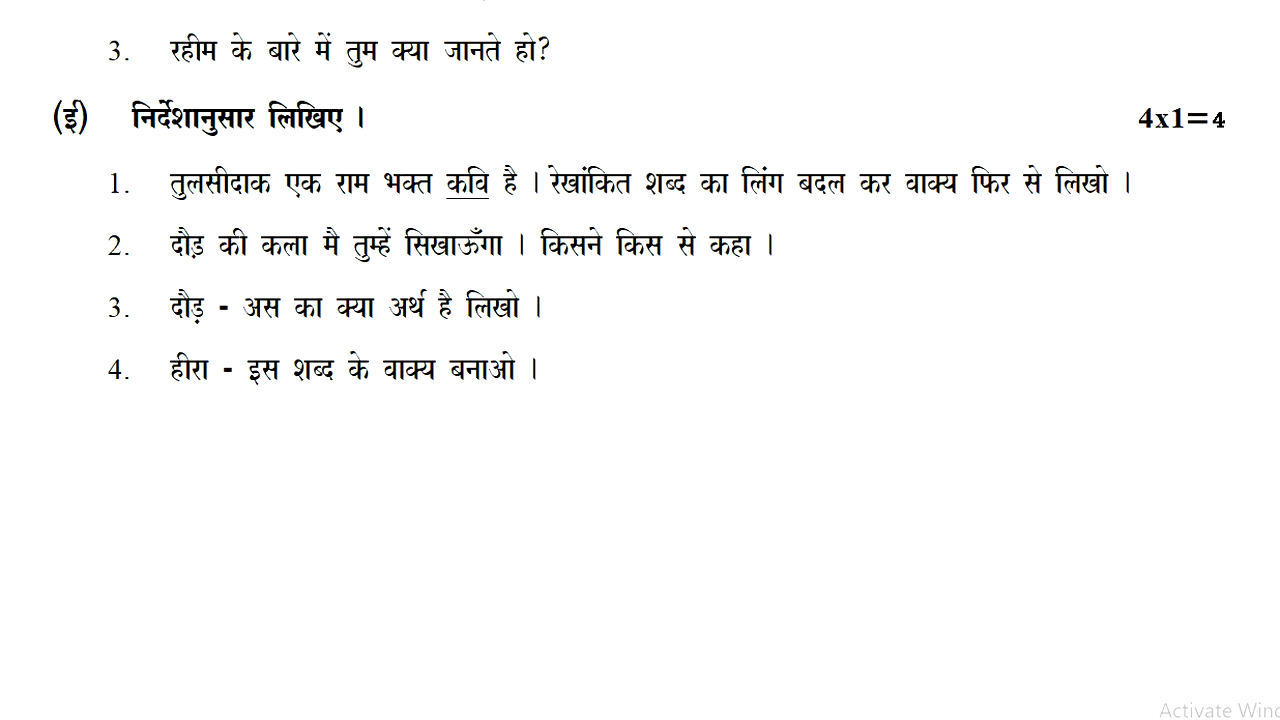 3. रहीम के बारे में तुम क्या जानते हो?
(ई) निर्देशानुसार लिखिए । 4x1=4
1. तुलसीदाक एक राम भक्त कवि है । रेखांकित शब्द का लिंग बदल कर वाक्य फिर से लिखो ।
2. दौड़ की कला मै तुम्हें सिखाऊँगा । किसने किस से कहा ।
3. दौड़ - अस का क्या अर्थ है लिखो ।
4. हीरा - इस शब्द के वाक्य बनाओ ।
Activate Wind